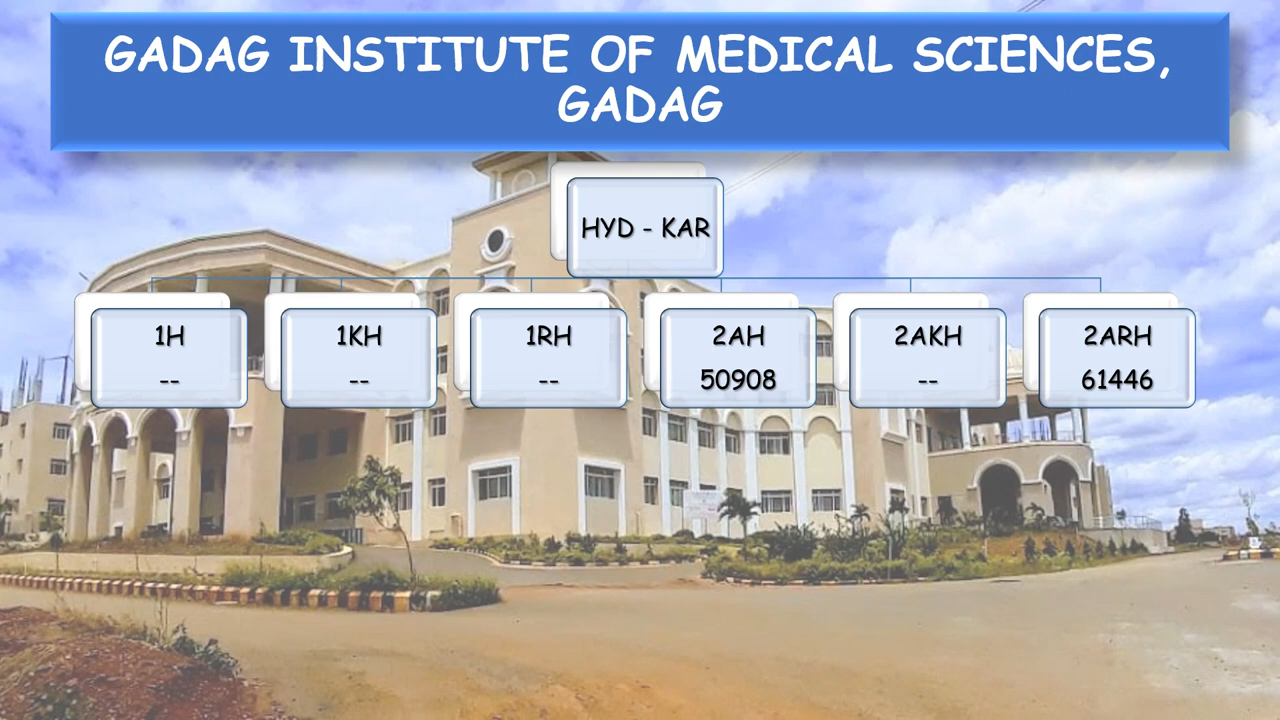 GADAG INSTITUTE OF MEDICAL SCIENCES,
GADAG
HYD - KAR
1H
--
1KH
--
1RH
--
2AH
50908
2AKH
--
2ARH
61446